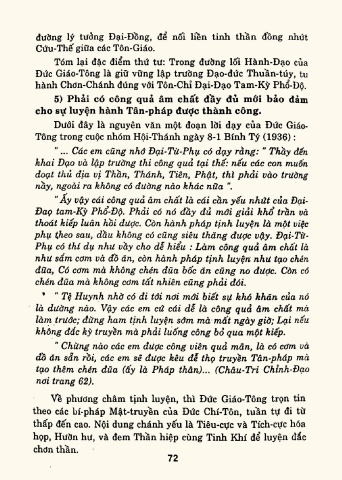 đường lý tưởng Đại-Đồng, để nối liền tinh thần đồng nhứt
Cứu-Thế giữa các Tôn-Giáo.
Tóm lại đặc điểm thứ tư: Trong đường lối Hành-Đạo của
Đức Giáo-Tông là giữ vững lập trường Đạo-đức Thuần-túy, tu
hành Chơn-Chánh đúng với Tôn-Chỉ Đại-Đạo Tam-Kỳ Phổ-Độ.
5) Phải có công quả âm chất đầy đủ mới bảo đảm
cho sự luyện hành Tân-pháp được thành công.
Dưới đây là nguyên văn một đoạn lời dạy của Đức Giáo-
Tông trong cuộc nhóm Hội-Thánh ngày 8-1 Bính Tý (1936) :
" ... Các em cũng nhớ Đại-Từ-Phụ có dạy rằng: " Thầy đến
khai Đạo và lập trường thi công quả tại thế: nếu các con muốn
đoạt thủ địa vị Thần, Thánh, Tiên, Phật, thì phải vào trường
nầy, ngoài ra không có đường nào khác nữa ".
" Ấy vậy cái công quả âm chất là cái cần yếu nhứt của Đại-
Đaọ tam-Kỳ Phổ-Độ. Phải có nó đầy đủ mới giải khổ trần và
thoát kiếp luân hồi được. Còn hành pháp tịnh luyện là một việc
phụ theo sau, dầu không có cũng siêu thăng được vậy. Đại-Từ-
Phụ có thí dụ như vầy cho dễ hiểu : Làm công quả âm chất là
như sắm cơm và đồ ăn, còn hành pháp tịnh luyện như tạo chén
đũa, Có cơm mà không chén đũa bốc ăn cũng no được. Còn có
chén đũa mà không cơm tất nhiên cũng phải đói.
" Tệ Huynh nhờ có đi tới nơi mới biết sự khó khăn của nó
là dường nào. Vậy các em cứ cái dễ là công quả âm chất mà
làm trước; đừng ham tịnh luyện sớm mà mất ngày giờ; Lại nếu
không đắc kỳ truyền mà phải luống công bỏ qua một kiếp.
" Chừng nào các em được công viên quả mãn, là có cơm và
đồ ăn sẵn rồi, các em sẽ được kêu để thọ truyền Tân-pháp mà
tạo thêm chén đũa (ấy là Pháp thân)... (Châu-Tri Chỉnh-Đạo
nơi trang 62).
Về phương châm tịnh luyện, thì Đức Giáo-Tông trọn tin
theo các bí-pháp Mật-truyền của Đức Chí-Tôn, tuần tự đi từ
thấp đến cao. Nội dung chánh yếu là Tiêu-cực và Tích-cực hóa
họp, Hườn hư, và đem Thần hiệp cùng Tinh Khí để luyện đắc
chơn thần.
72